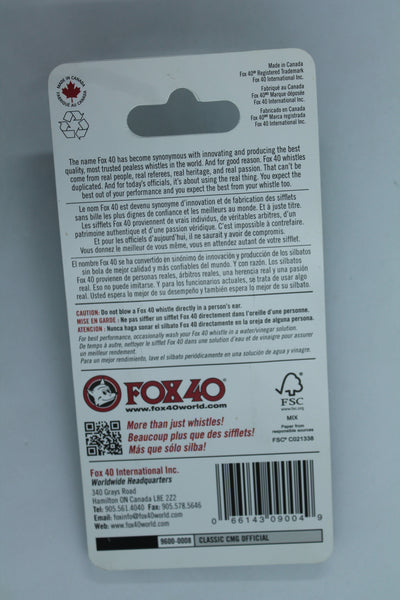 MADE IN CANADA
FABRIQUÉ AU CANADA
Made in Canada
Fox 40® Registered Trademark
Fox 40 International Inc.
Fabriqué au Canada
Fox 40® Marque déposée
Fox 40 International Inc.
Fabricado en Canadá
Fox 40® Marca registrada
Fox 40 International Inc.
The name Fox 40 has become synonymous with innovating and producing the best
quality, most trusted pealess whistles in the world. And for good reason. Fox 40 whistles
come from real people, real referees, real heritage, and real passion. That can't be
duplicated. And for today's officials, it's about using the real thing. You expect the
best out of your performance and you expect the best from your whistle too.
Le nom Fox 40 est devenu synonyme d'innovation et de fabrication des sifflets
sans bille les plus dignes de confiance et les meilleurs au monde. Et à juste titre.
Les sifflets Fox 40 proviennent de vrais individus, de véritables arbitres, d'un
patrimoine authentique et d'une passion véridique. C'est impossible à contrefaire.
Et pour les officiels d'aujourd'hui, il ne saurait y avoir de compromis.
Vous donnez le meilleur de vous même, vous en attendez autant de votre sifflet.
El nombre Fox 40 se ha convertido en sinónimo de innovación y producción de los silbatos
sin bola de mejor calidad y más confiables del mundo. Y con razón. Los silbatos
Fox 40 provienen de personas reales, árbitros reales, una herencia real y una pasión
real. Eso no puede imitarse. Y para los funcionarios actuales, se trata de usar algo
real. Usted espera lo mejor de su desempeño y también espera lo mejor de su silbato.
CAUTION: Do not blow a Fox 40 whistle directly in a person's ear.
MISE EN GARDE : Ne pas siffler un sifflet Fox 40 directement dans l'oreille d'une personne.
ATENCIÓN : Nunca haga sonar el silbato Fox 40 directamente en la oreja de alguna persona.
For best performance, occasionally wash your Fox 40 whistle in a water/vinegar solution.
De temps à autre, nettoyer le sifflet Fox 40 dans une solution d'eau et de vinaigre pour assurer
un meilleur rendement.
Para un mejor rendimiento, lave el silbato periódicamente en una solución de agua y vinagre.
FOX 40®
www.fox40world.com
FSC
www.fsc.org
MIX
Paper from
responsible sources
FSC® C021338
More than just whistles!
Beaucoup plus que des sifflets!
Más que sólo silba!
Fox 40 International Inc.
Worldwide Headquarters
340 Grays Road
Hamilton ON Canada L8E 2Z2
Tel: 905.561.4040 Fax: 905.578.5646
Email: foxinfo@fox40world.com
Web: www.fox40world.com
0 66143 09004 9
9600-0008 CLASSIC CMG OFFICIAL